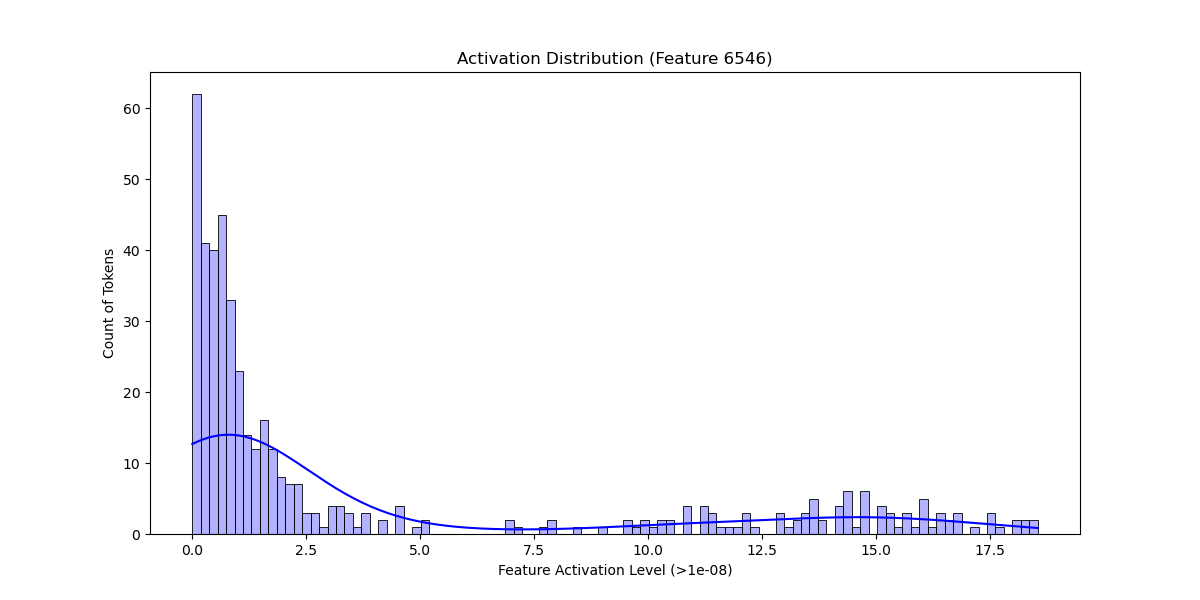 Activation Distribution (Feature 6546)
60
50
40
30
20
10
0
Count of Tokens
0.0 2.5 5.0 7.5 10.0 12.5 15.0 17.5
Feature Activation Level (>1e-08)